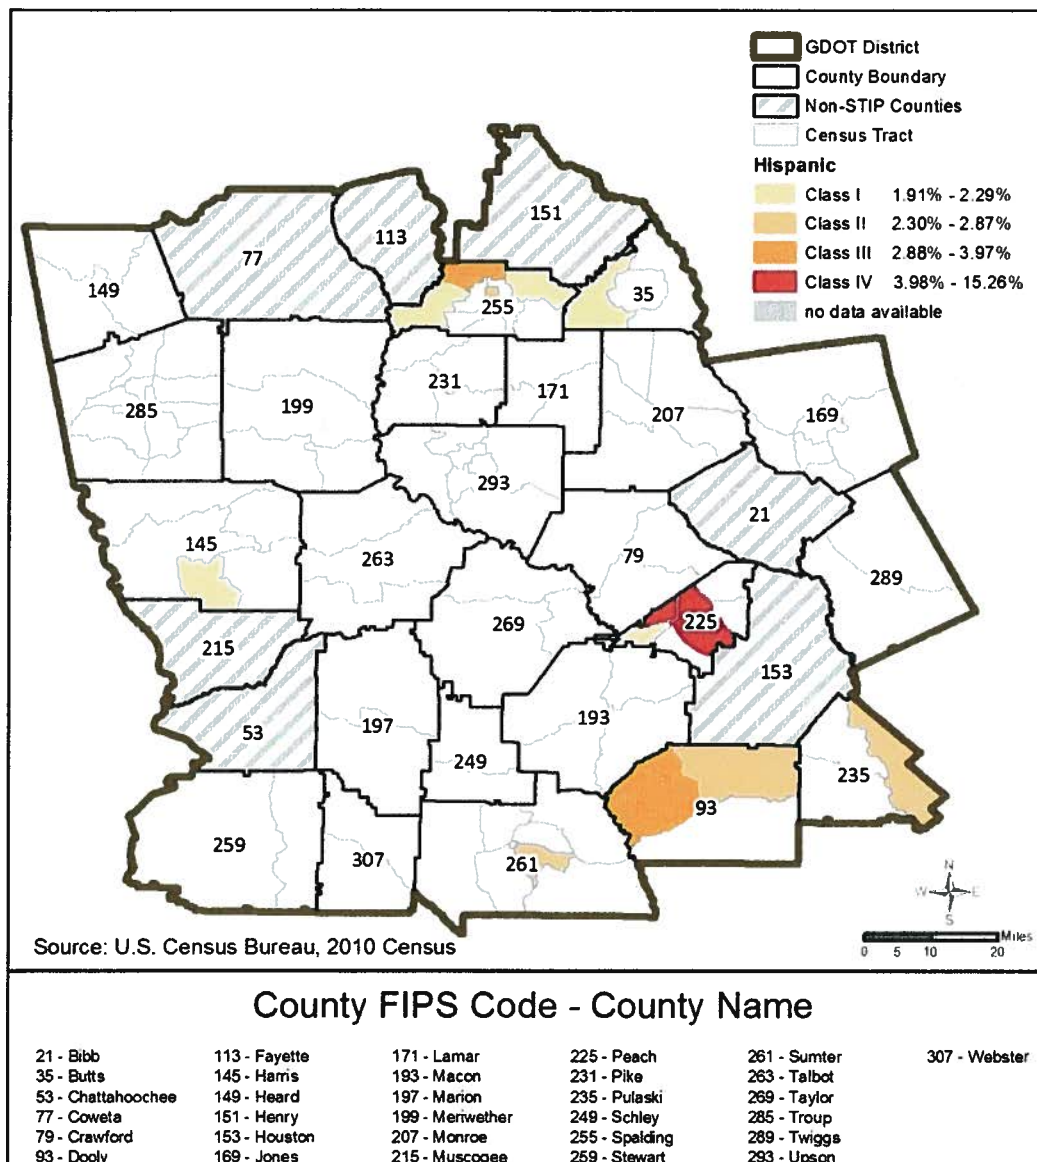 GDOT District
County Boundary
Non-STIP Counties
Census Tract
Hispanic
Class I 1.91% - 2.29%
Class II 2.30% - 2.87%
Class III 2.88% - 3.97%
Class IV 3.98% - 15.26%
no data available
151
113
77
149
35
255
231
171
199
285
207
169
293
21
145
263
79
289
269
225
215
153
53
197
193
249
235
93
259
307
261
N
W E
S
Miles
0 5 10 20
Source: U.S. Census Bureau, 2010 Census
County FIPS Code - County Name
21 - Bibb 113 - Fayette 171 - Lamar 225 - Peach 261 - Sumter 307 - Webster
35 - Butts 145 - Harris 193 - Macon 231 - Pike 263 - Talbot
53 - Chattahoochee 149 - Heard 197 - Marion 235 - Pulaski 269 - Taylor
77 - Coweta 151 - Henry 199 - Meriwether 249 - Schley 285 - Troup
79 - Crawford 153 - Houston 207 - Monroe 255 - Spalding 289 - Twiggs
93 - Dooly 169 - Jones 215 - Muscogee 259 - Stewart 293 - Upson